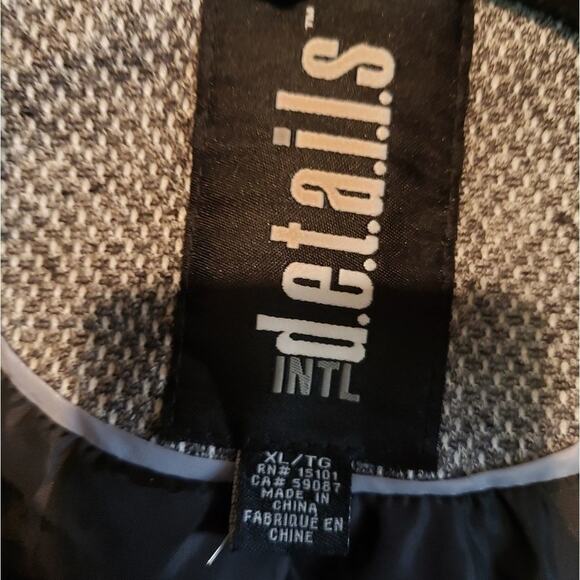 d.e.t.a.i.l.s™
INTL
XL/TG
RN# 15101
CA# 59087
MADE IN
CHINA
FABRIQUÉ EN
CHINE